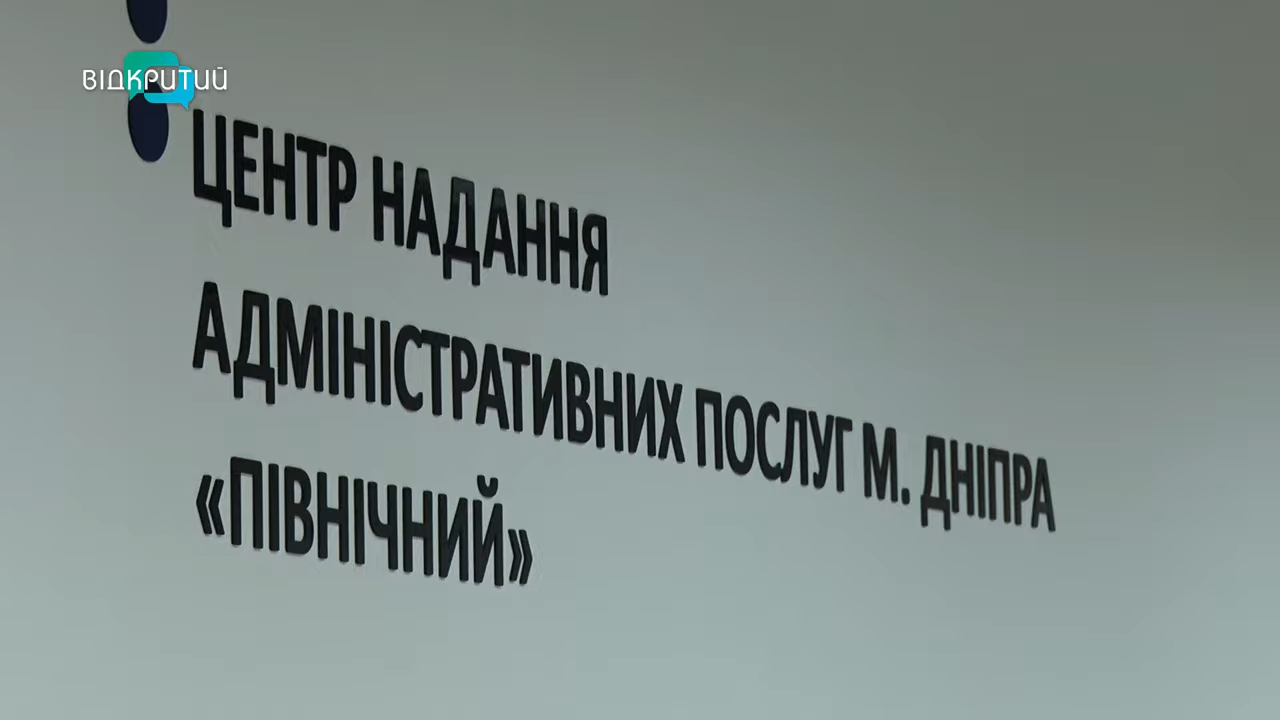 ВІДКРИТИЙ
ЦЕНТР НАДАННЯ
АДМІНІСТРАТИВНИХ ПОСЛУГ М. ДНІПРА
«ПІВНІЧНИЙ»